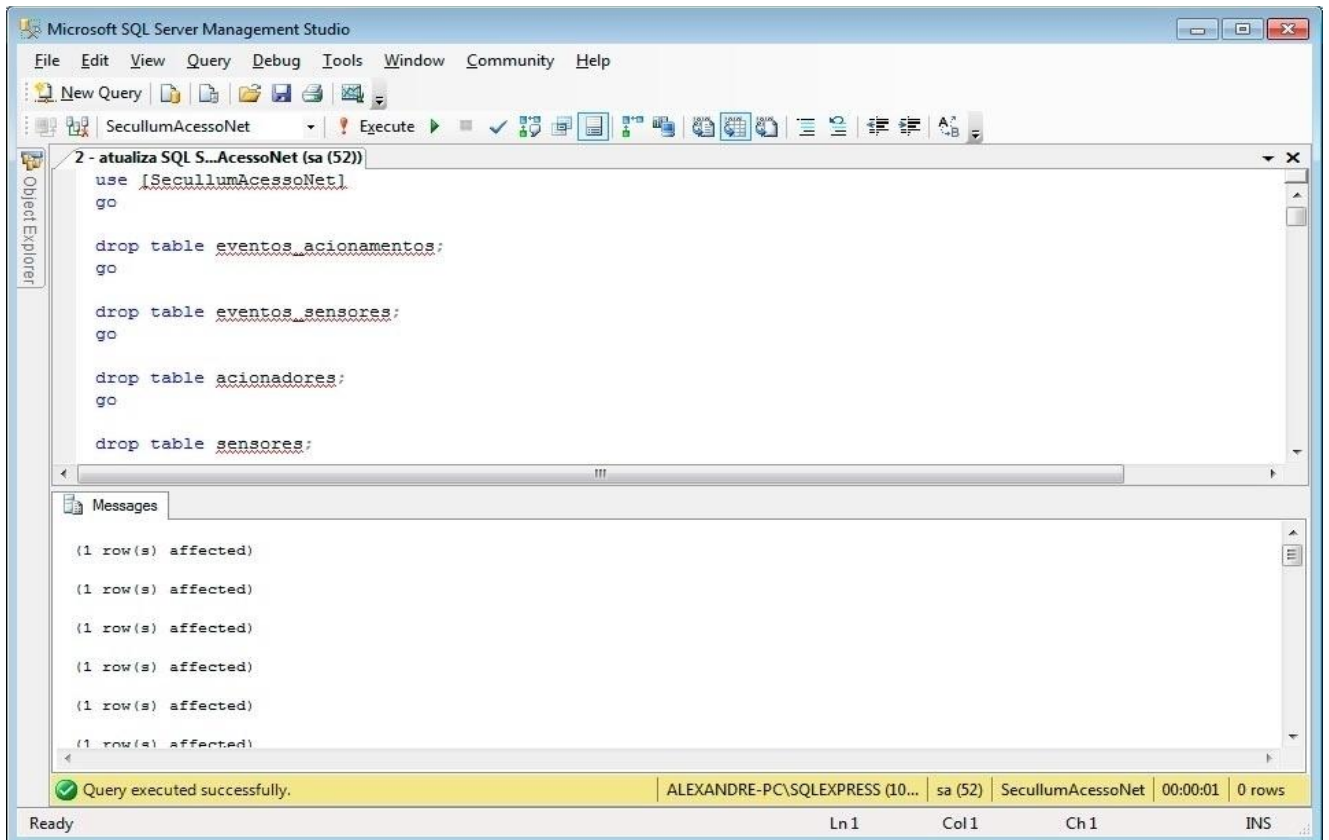 Microsoft SQL Server Management Studio
File Edit View Query Debug Tools Window Community Help
New Query
SecullumAcessoNet Execute
Object Explorer
2 - atualiza SQL S...AcessoNet (sa (52))
use [SecullumAcessoNet]
go
drop table eventos_acionamentos;
go
drop table eventos_sensores;
go
drop table acionadores;
go
drop table sensores;
Messages
(1 row(s) affected)
(1 row(s) affected)
(1 row(s) affected)
(1 row(s) affected)
(1 row(s) affected)
(1 row(s) affected)
Query executed successfully. ALEXANDRE-PC\SQLEXPRESS (10... sa (52) SecullumAcessoNet 00:00:01 0 rows
Ready Ln 1 Col 1 Ch 1 INS